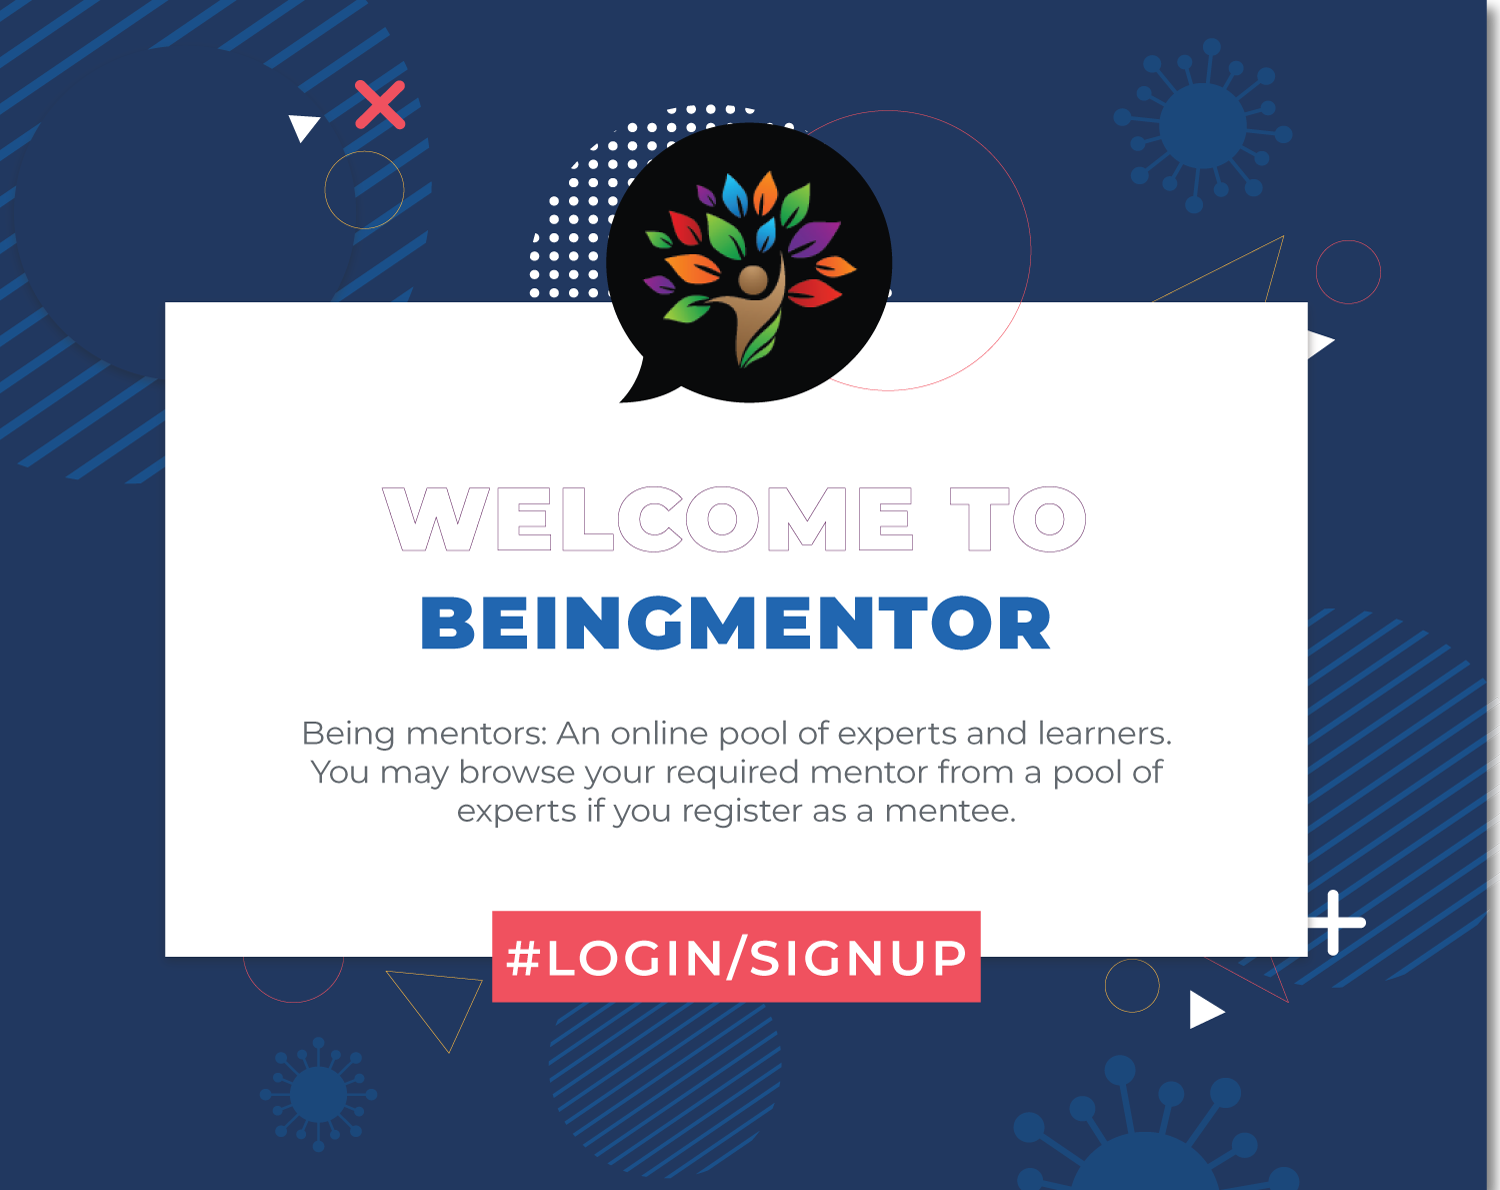 WELCOME TO
BEINGMENTOR
Being mentors: An online pool of experts and learners.
You may browse your required mentor from a pool of
experts if you register as a mentee.
#LOGIN/SIGNUP